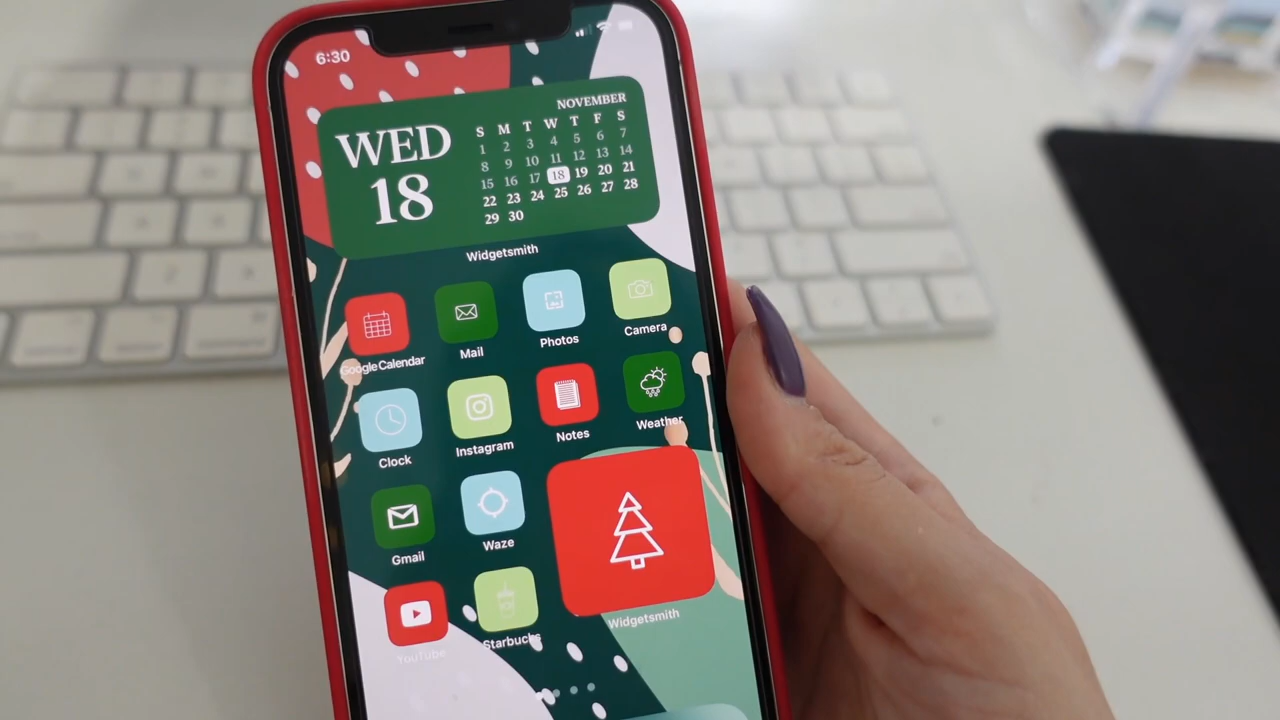 6:30
WED
18
NOVEMBER
S M T W T F S
1 2 3 4 5 6 7
8 9 10 11 12 13 14
15 16 17 18 19 20 21
22 23 24 25 26 27 28
29 30
Widgetsmith
Google Calendar Mail Photos Camera
Clock Instagram Notes Weather
Gmail Waze
YouTube Starbucks Widgetsmith